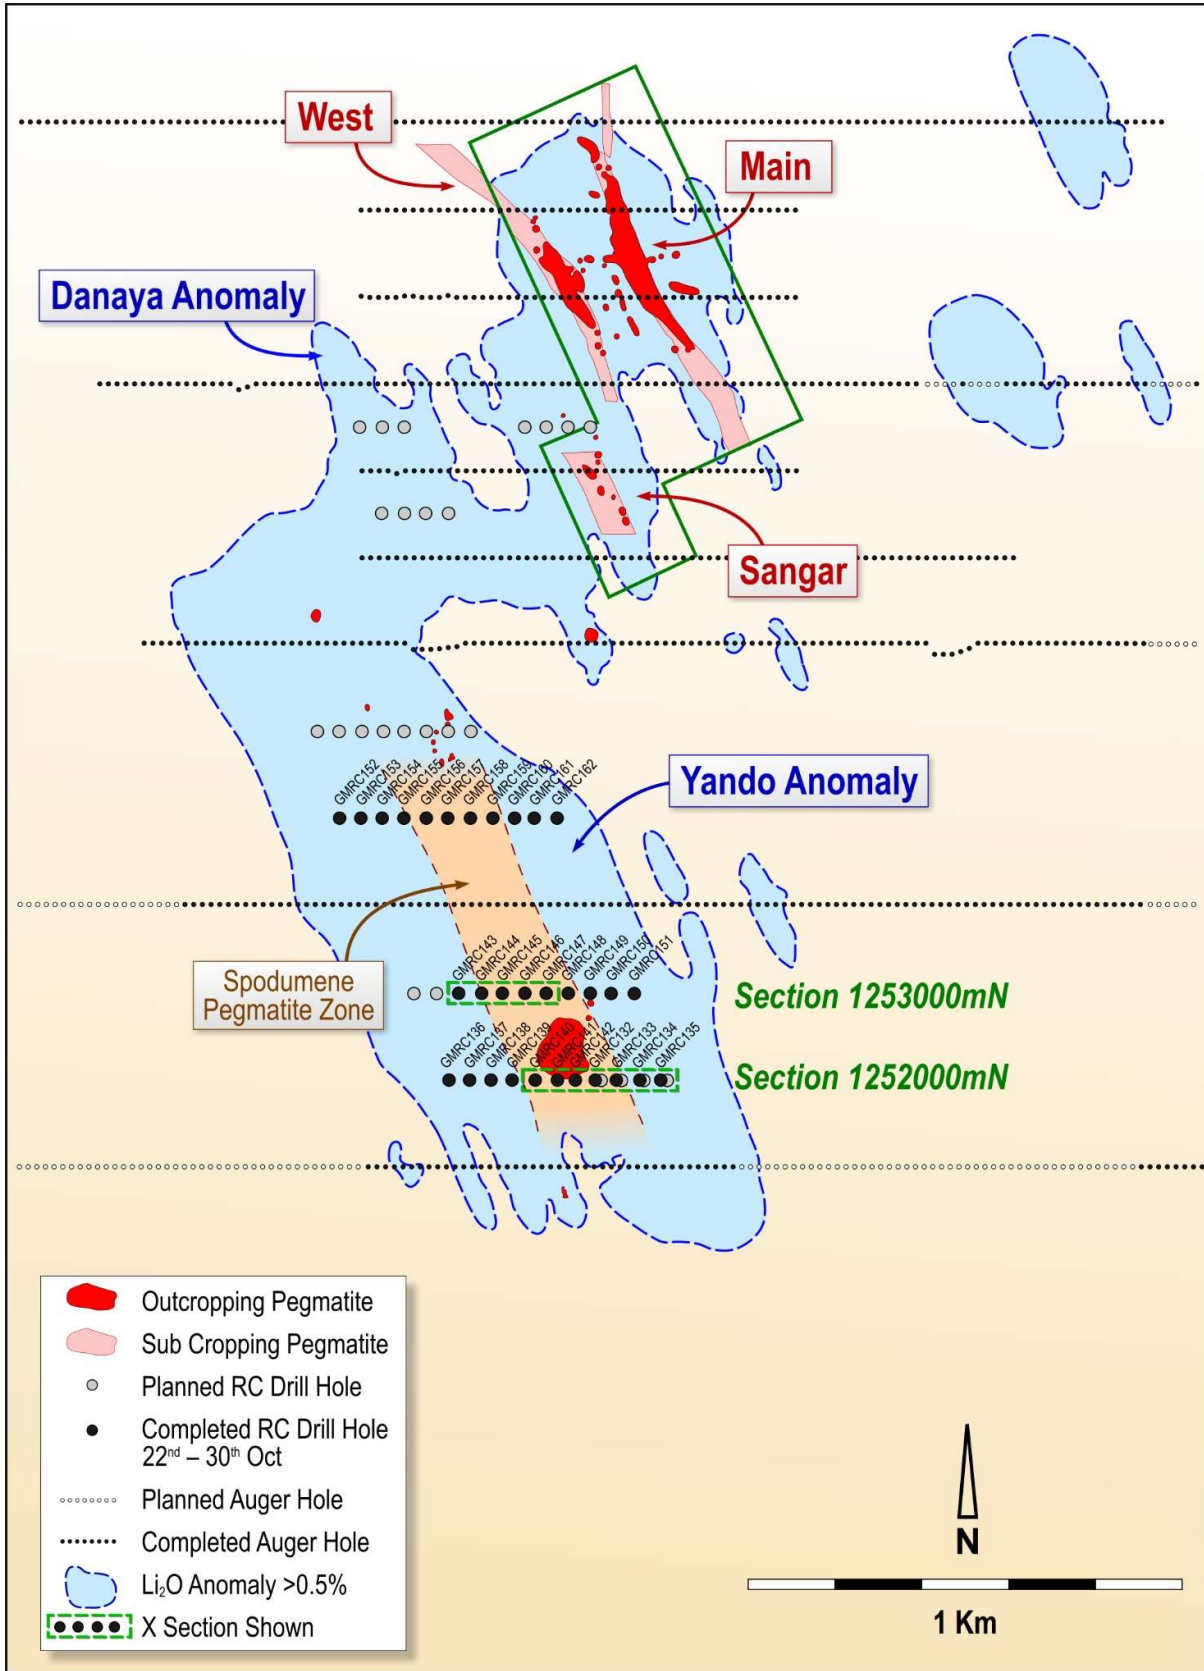 West
Main
Danaya Anomaly
Sangar
GMRC152
GMRC153
GMRC154
GMRC155
GMRC156
GMRC157
GMRC158
GMRC159
GMRC160
GMRC161
GMRC162
Yando Anomaly
Spodumene
Pegmatite Zone
GMRC143
GMRC144
GMRC145
GMRC146
GMRC147
GMRC148
GMRC149
GMRC150
GMRC151
Section 1253000mN
GMRC136
GMRC137
GMRC138
GMRC139
GMRC140
GMRC141
GMRC142
GMRC132
GMRC133
GMRC134
GMRC135
Section 1252000mN
Outcropping Pegmatite
Sub Cropping Pegmatite
Planned RC Drill Hole
Completed RC Drill Hole
22nd – 30th Oct
Planned Auger Hole
Completed Auger Hole
Li₂O Anomaly >0.5%
X Section Shown
N
1 Km